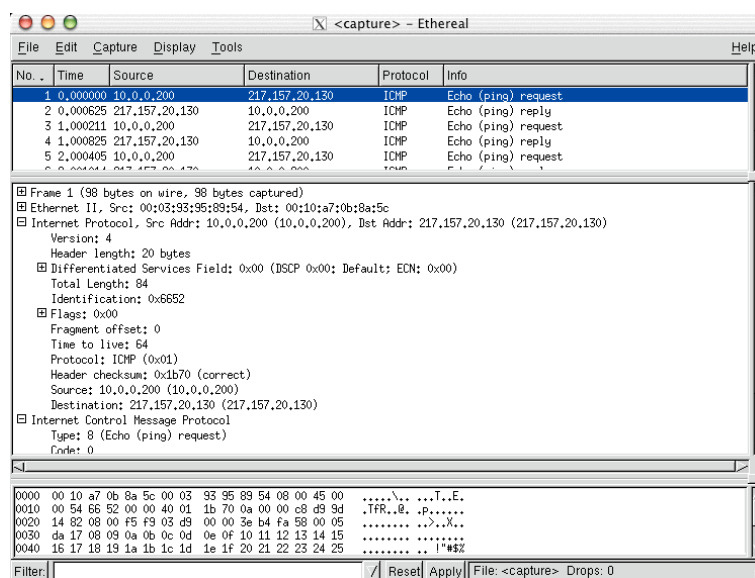 X <capture> - Ethereal
File Edit Capture Display Tools Help
No. . Time Source Destination Protocol Info
1 0.000000 10.0.0.200 217.157.20.130 ICMP Echo (ping) request
2 0.000625 217.157.20.130 10.0.0.200 ICMP Echo (ping) reply
3 1.000211 10.0.0.200 217.157.20.130 ICMP Echo (ping) request
4 1.000825 217.157.20.130 10.0.0.200 ICMP Echo (ping) reply
5 2.000405 10.0.0.200 217.157.20.130 ICMP Echo (ping) request
Frame 1 (98 bytes on wire, 98 bytes captured)
Ethernet II, Src: 00:03:93:95:89:54, Dst: 00:10:a7:0b:8a:5c
Internet Protocol, Src Addr: 10.0.0.200 (10.0.0.200), Dst Addr: 217.157.20.130 (217.157.20.130)
Version: 4
Header length: 20 bytes
Differentiated Services Field: 0x00 (DSCP 0x00: Default; ECN: 0x00)
Total Length: 84
Identification: 0x6652
Flags: 0x00
Fragment offset: 0
Time to live: 64
Protocol: ICMP (0x01)
Header checksum: 0x1b70 (correct)
Source: 10.0.0.200 (10.0.0.200)
Destination: 217.157.20.130 (217.157.20.130)
Internet Control Message Protocol
Type: 8 (Echo (ping) request)
Code: 0
0000 00 10 a7 0b 8a 5c 00 03 93 95 89 54 08 00 45 00 .....\.. ...T..E.
0010 00 54 66 52 00 00 40 01 1b 70 0a 00 00 c8 d9 9d .TfR..@. .p......
0020 14 82 08 00 f5 f9 03 d9 00 00 3e b4 fa 58 00 05 ........ ..>..X..
0030 da 17 08 09 0a 0b 0c 0d 0e 0f 10 11 12 13 14 15 ........ ........
0040 16 17 18 19 1a 1b 1c 1d 1e 1f 20 21 22 23 24 25 ........ .. !"#$%
Filter: Reset Apply File: <capture> Drops: 0